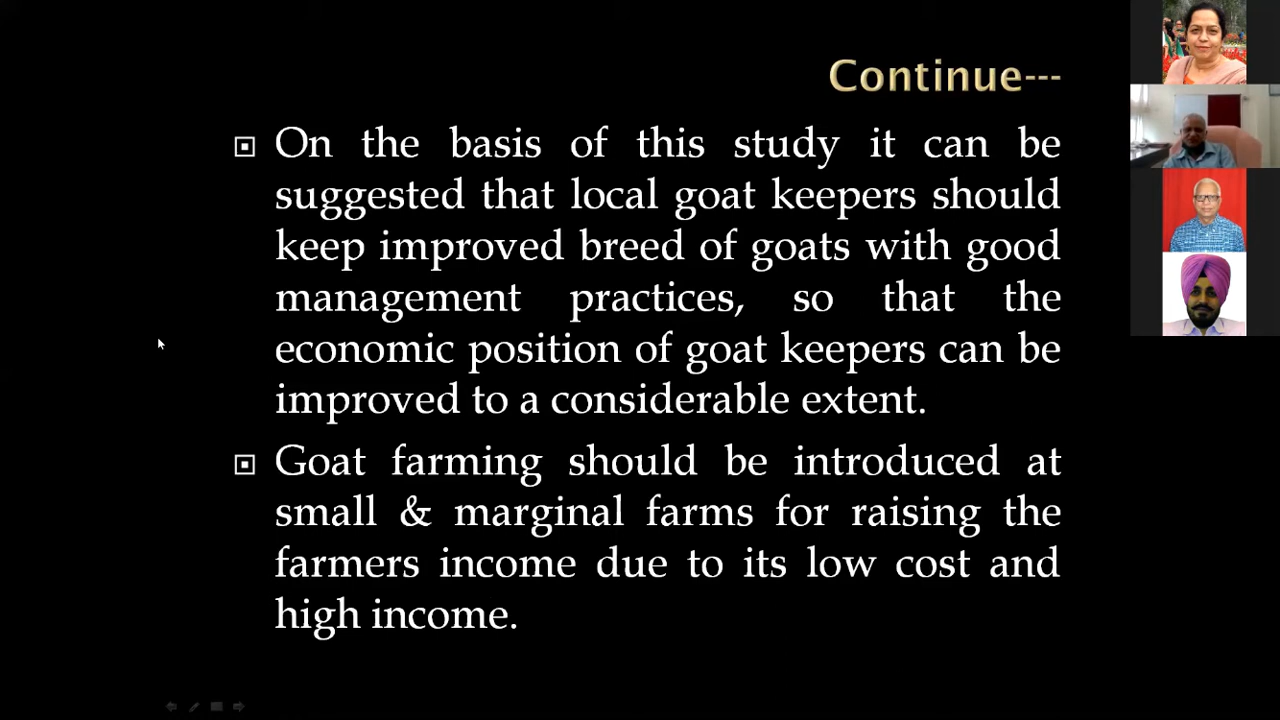 Continue---
On the basis of this study it can be
suggested that local goat keepers should
keep improved breed of goats with good
management practices, so that the
economic position of goat keepers can be
improved to a considerable extent.
Goat farming should be introduced at
small & marginal farms for raising the
farmers income due to its low cost and
high income.